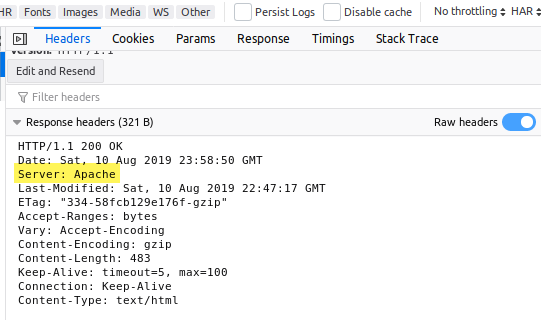 HR Fonts Images Media WS Other Persist Logs Disable cache No throttling HAR
Headers Cookies Params Response Timings Stack Trace
Version: HTTP/1.1
Edit and Resend
Filter headers
Response headers (321 B) Raw headers
HTTP/1.1 200 OK
Date: Sat, 10 Aug 2019 23:58:50 GMT
Server: Apache
Last-Modified: Sat, 10 Aug 2019 22:47:17 GMT
ETag: "334-58fcb129e176f-gzip"
Accept-Ranges: bytes
Vary: Accept-Encoding
Content-Encoding: gzip
Content-Length: 483
Keep-Alive: timeout=5, max=100
Connection: Keep-Alive
Content-Type: text/html